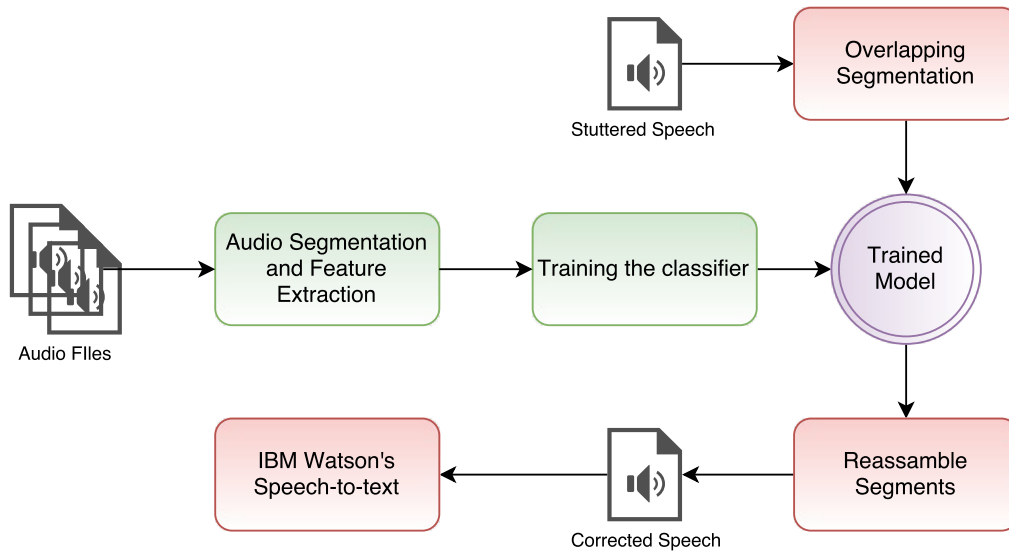 Overlapping
Segmentation
Stuttered Speech
Audio Segmentation
and Feature
Extraction
Training the classifier
Trained
Model
Audio FIles
IBM Watson's
Speech-to-text
Reassamble
Segments
Corrected Speech